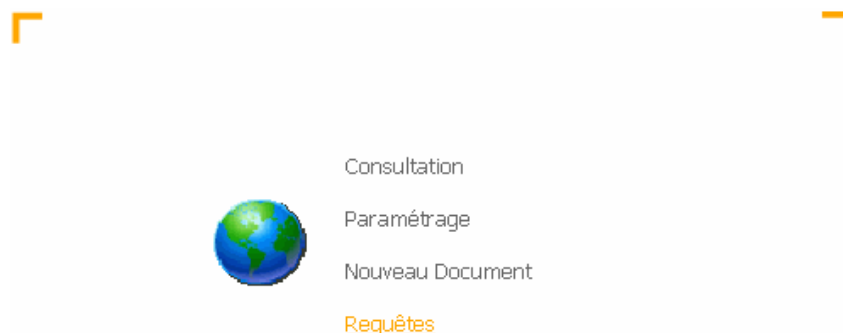 Consultation
Paramétrage
Nouveau Document
Requêtes